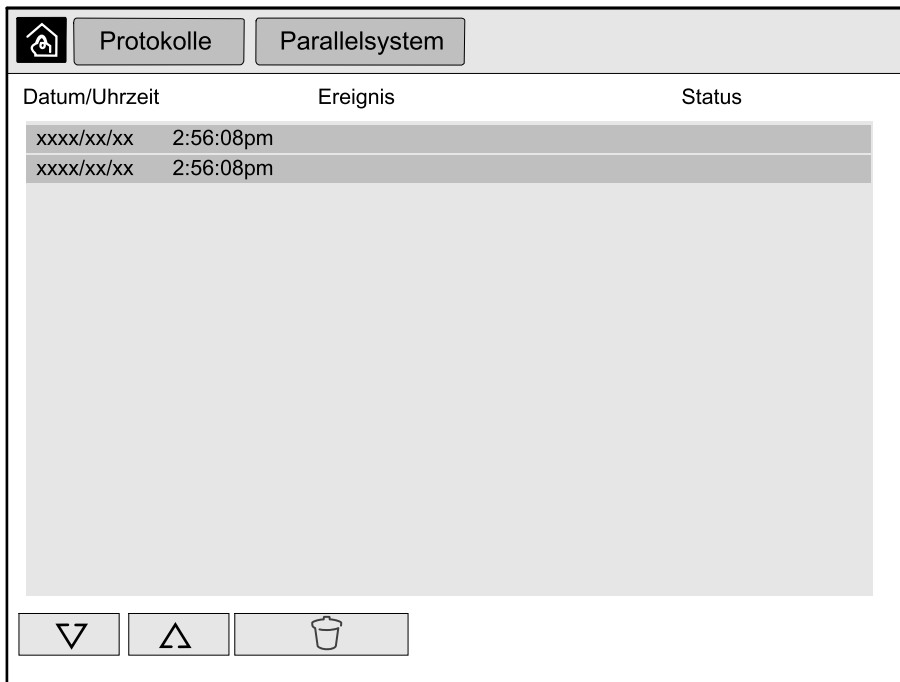 Protokolle Parallelsystem
Datum/Uhrzeit Ereignis Status
xxxx/xx/xx 2:56:08pm
xxxx/xx/xx 2:56:08pm